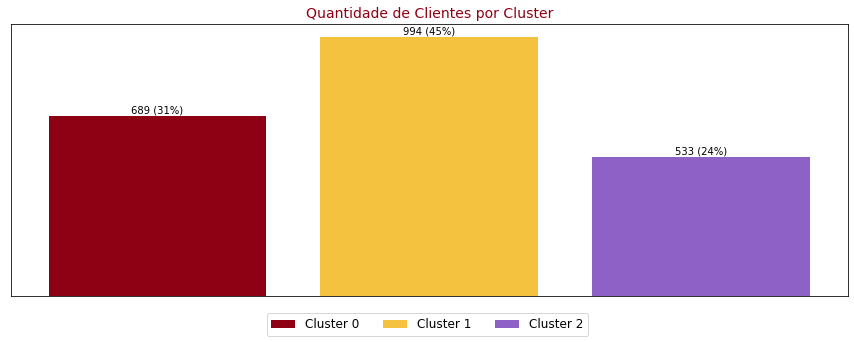 Quantidade de Clientes por Cluster
994 (45%)
689 (31%)
533 (24%)
Cluster 0 Cluster 1 Cluster 2